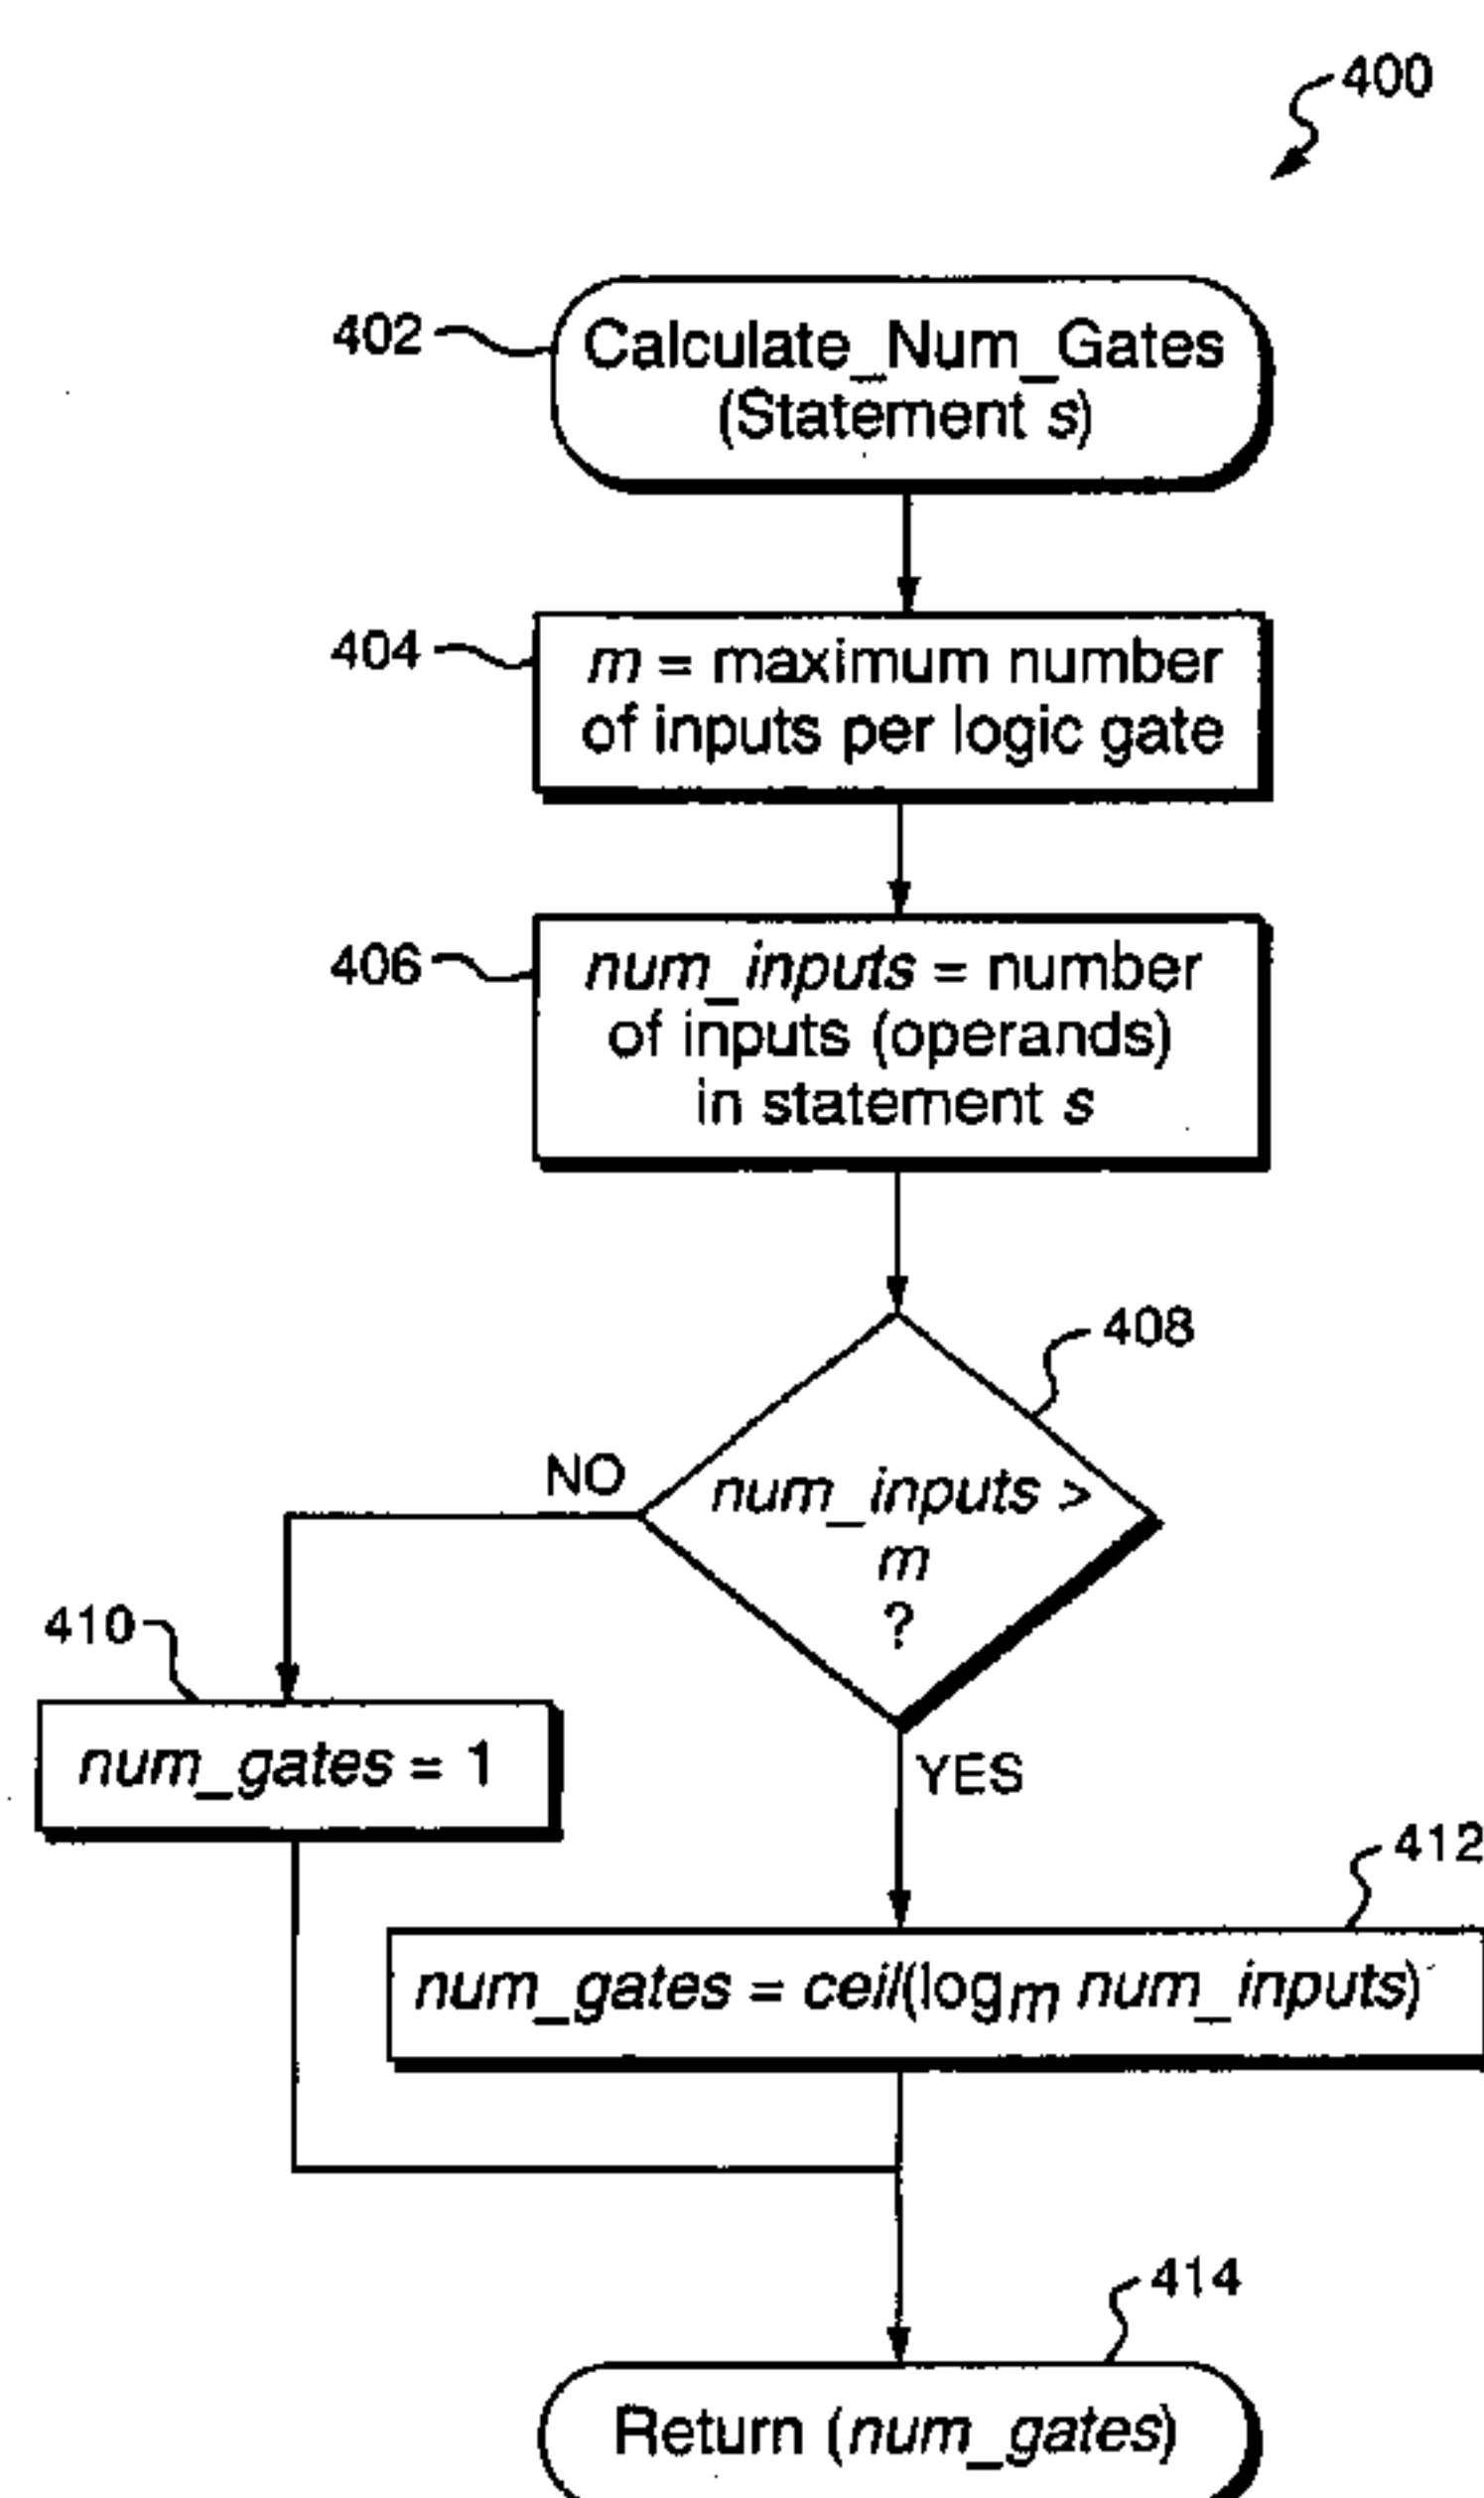 400
402
Calculate_Num_Gates
(Statement s)
404
m = maximum number
of inputs per logic gate
406
num_inputs = number
of inputs (operands)
in statement s
408
NO
num_inputs >
m
?
410
num_gates = 1
YES
412
num_gates = ceil(logm num_inputs)
414
Return (num_gates)